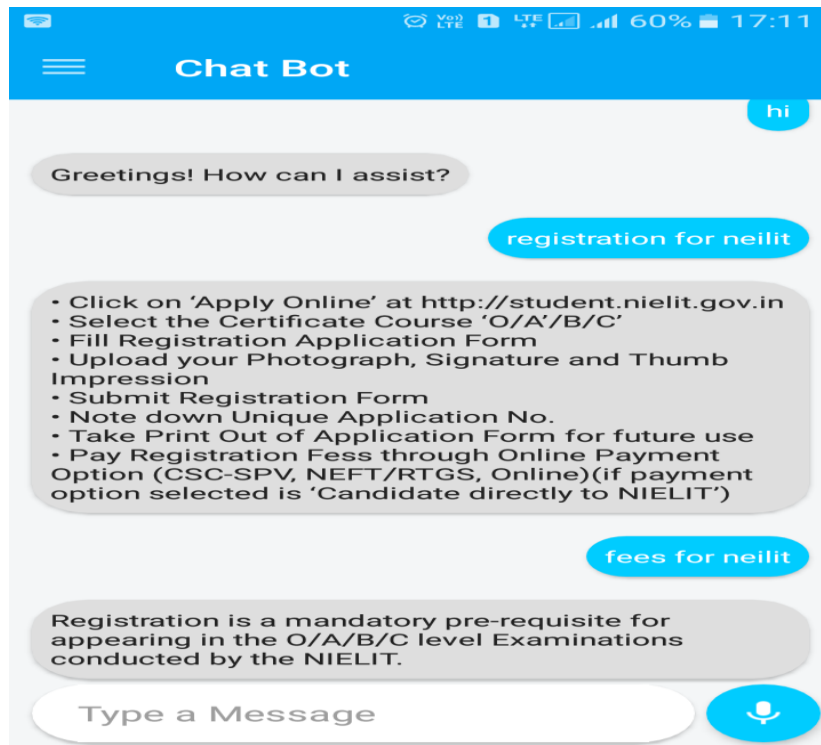 Vo)) LTE 1 LTE 60% 17:11
Chat Bot
hi
Greetings! How can I assist?
registration for neilit
• Click on ‘Apply Online’ at http://student.nielit.gov.in
• Select the Certificate Course ‘O/A’/B/C’
• Fill Registration Application Form
• Upload your Photograph, Signature and Thumb
Impression
• Submit Registration Form
• Note down Unique Application No.
• Take Print Out of Application Form for future use
• Pay Registration Fess through Online Payment
Option (CSC-SPV, NEFT/RTGS, Online)(if payment
option selected is ‘Candidate directly to NIELIT’)
fees for neilit
Registration is a mandatory pre-requisite for
appearing in the O/A/B/C level Examinations
conducted by the NIELIT.
Type a Message